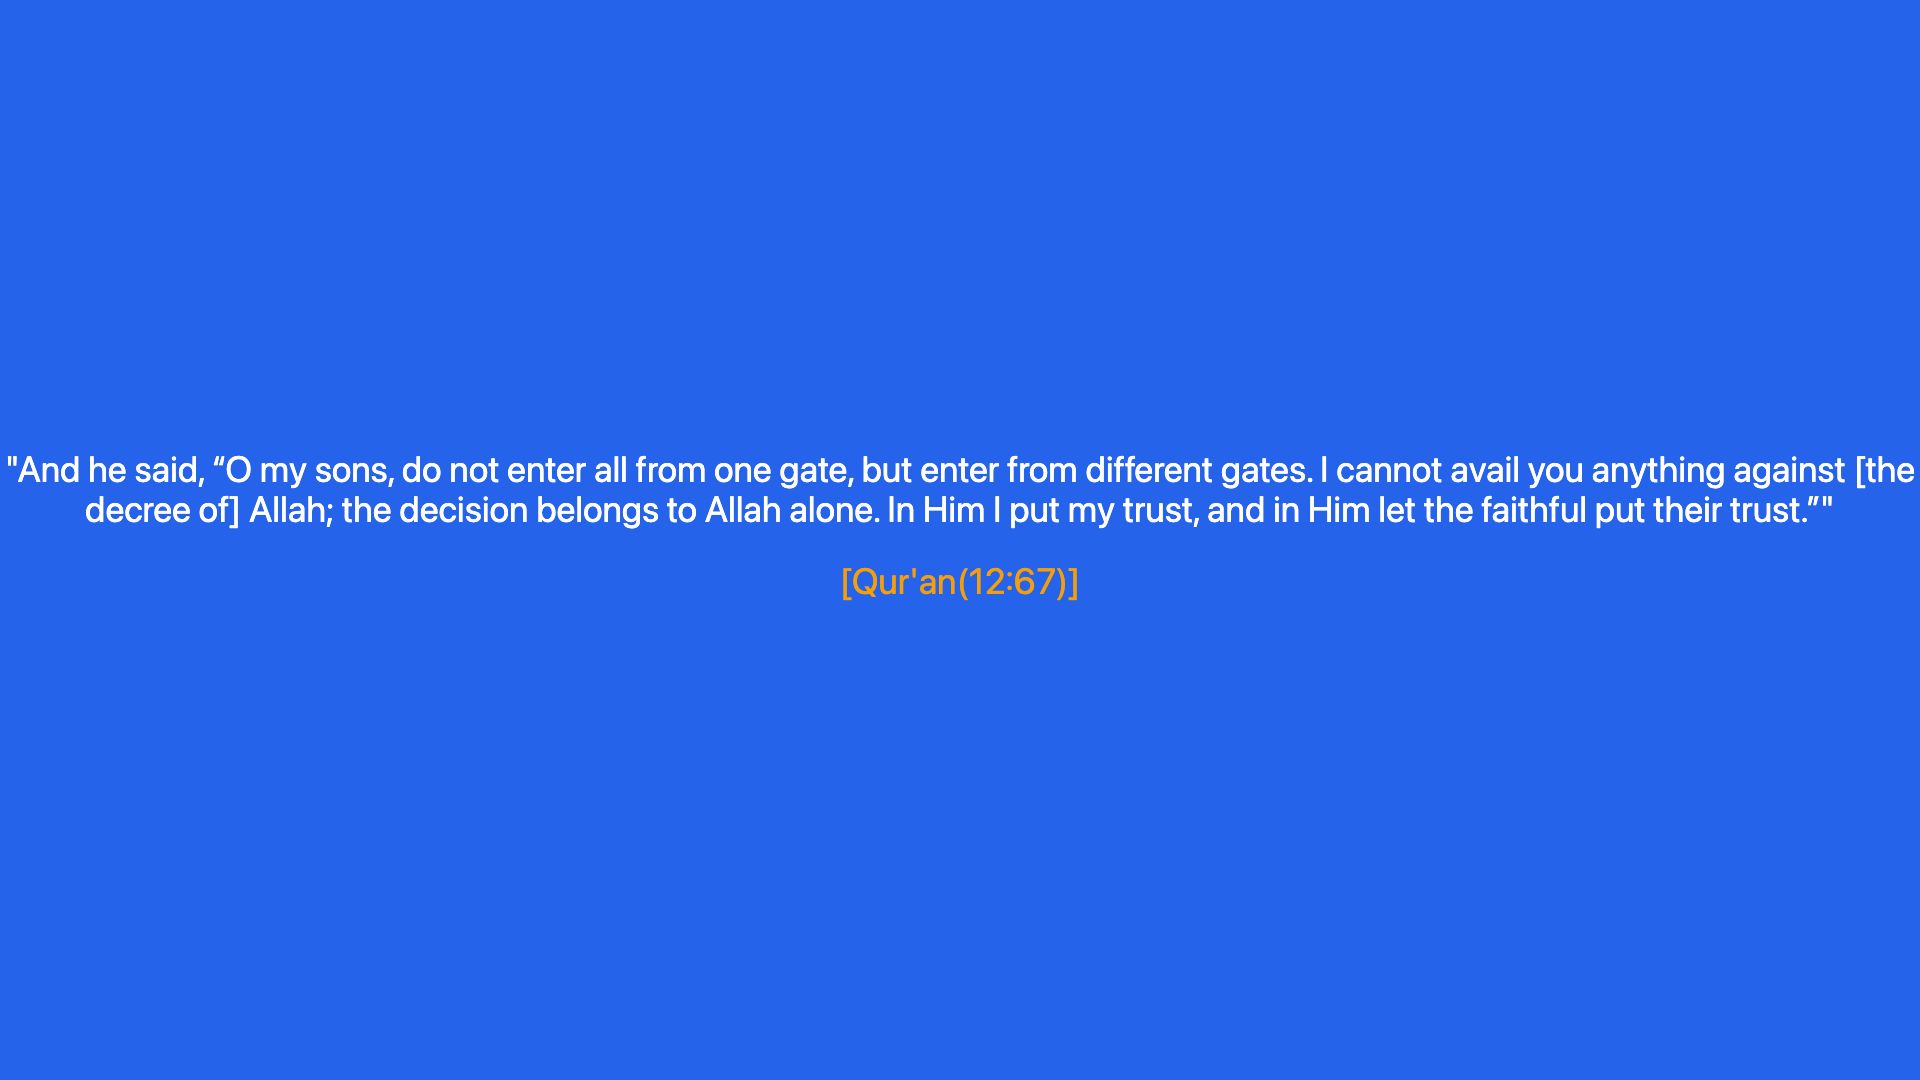 "And he said, “O my sons, do not enter all from one gate, but enter from different gates. I cannot avail you anything against [the
decree of] Allah; the decision belongs to Allah alone. In Him I put my trust, and in Him let the faithful put their trust.”"
[Qur'an(12:67)]